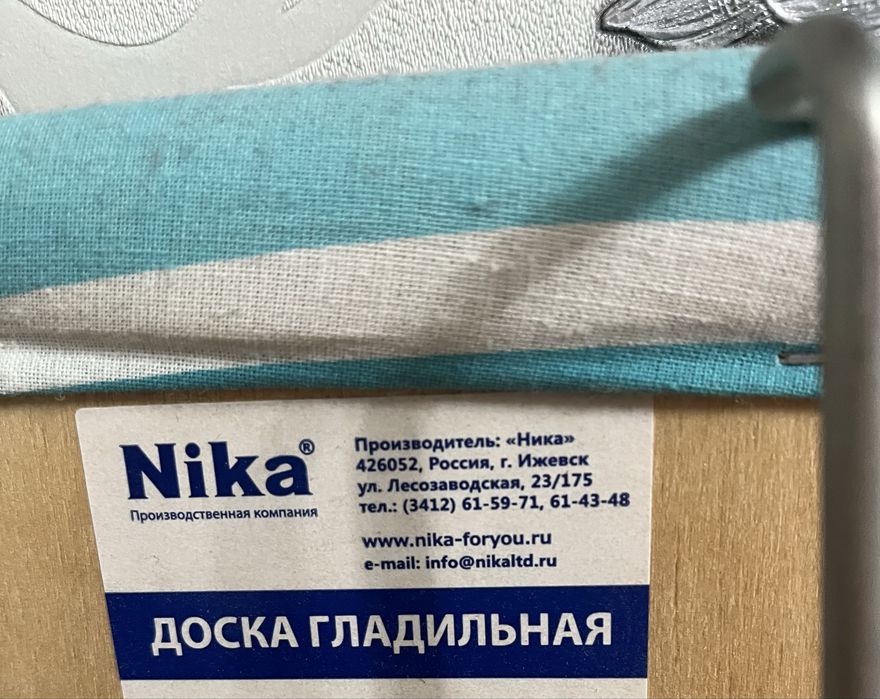 Nika®
Производственная компания
Производитель: «Ника»
426052, Россия, г. Ижевск
ул. Лесозаводская, 23/175
тел.: (3412) 61-59-71, 61-43-48
www.nika-foryou.ru
e-mail: info@nikaltd.ru
ДОСКА ГЛАДИЛЬНАЯ